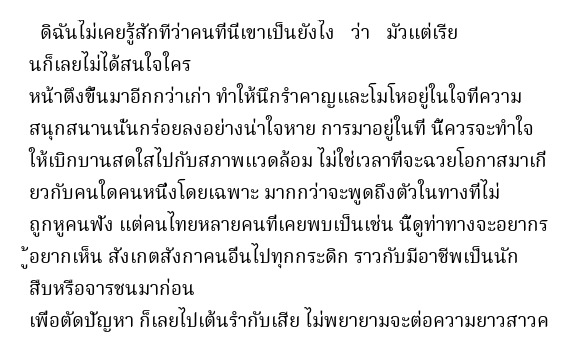 ดิฉันไม่เคยรู้สักทีว่าคนที่นี่เขาเป็นยังไง ว่า มัวแต่เรีย
นก็เลยไม่ได้สนใจใคร
หน้าตึงขึ้นมาอีกกว่าเก่า ทำให้นึกรำคาญและโมโหอยู่ในใจที่ความ
สนุกสนานนั้นกร่อยลงอย่างน่าใจหาย การมาอยู่ในที่ นี้ควรจะทำใจ
ให้เบิกบานสดใสไปกับสภาพแวดล้อม ไม่ใช่เวลาที่จะฉวยโอกาสมาเกี่
ยวกับคนใดคนหนึ่งโดยเฉพาะ มากกว่าจะพูดถึงตัวในทางที่ไม่
ถูกหูคนฟัง แต่คนไทยหลายคนที่เคยพบเป็นเช่น นี้ดูท่าทางจะอยากร
ู้อยากเห็น สังเกตสังกาคนอื่นไปทุกกระดิก ราวกับมีอาชีพเป็นนัก
สืบหรือจารชนมาก่อน
เพื่อตัดปัญหา ก็เลยไปเต้นรำกับเสีย ไม่พยายามจะต่อความยาวสาวค